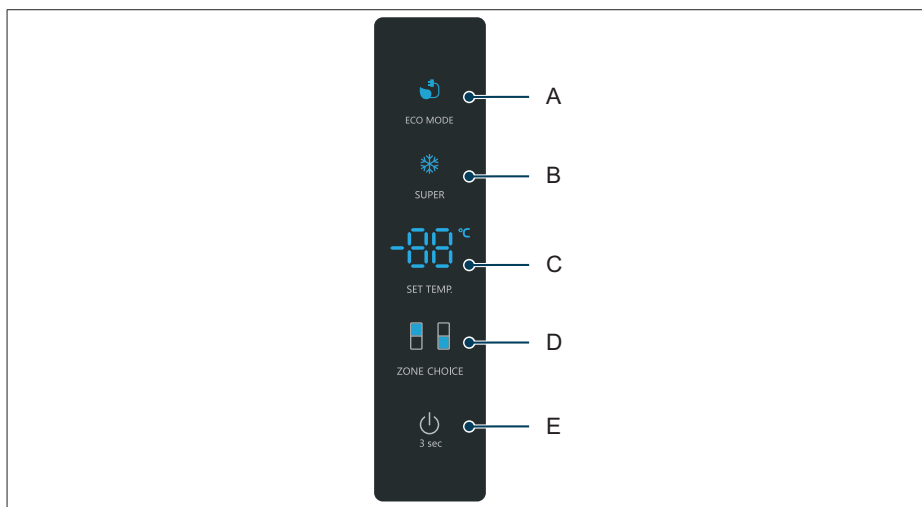 A
ECO MODE
B
SUPER
-88 °C
C
SET TEMP.
D
ZONE CHOICE
E
3 sec